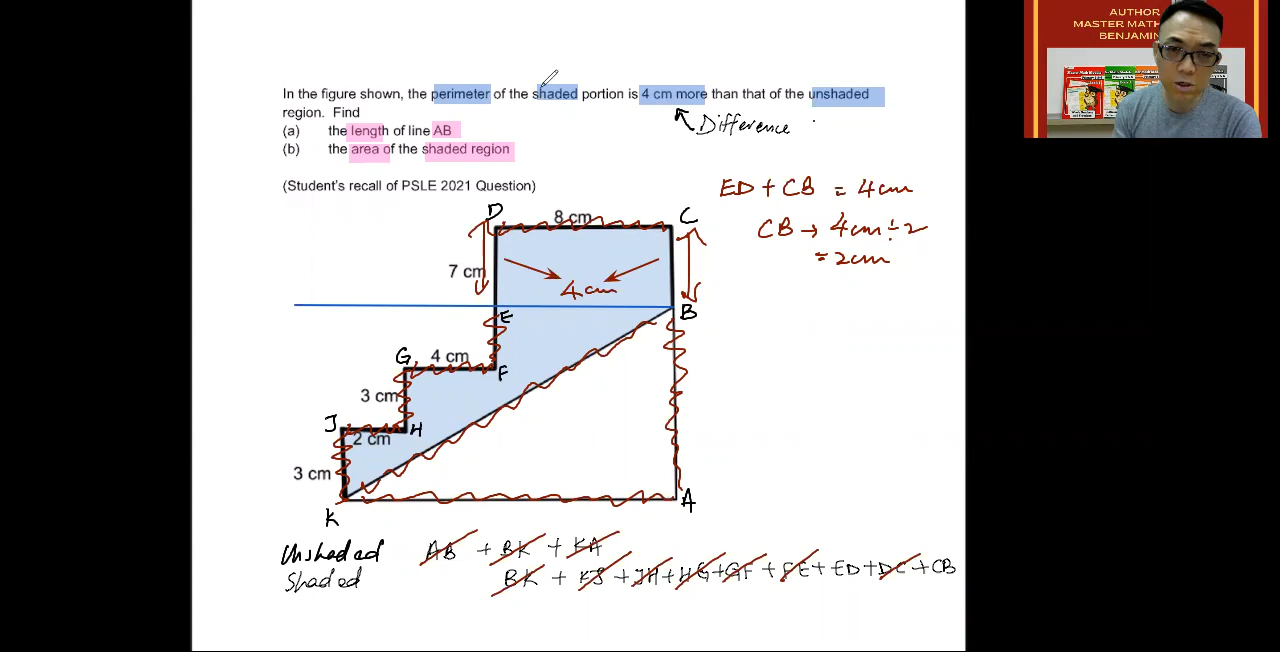 AUTHOR
MASTER MATH
BENJAMIN
In the figure shown, the perimeter of the shaded portion is 4 cm more than that of the unshaded
region. Find
Difference
(a) the length of line AB
(b) the area of the shaded region
(Student's recall of PSLE 2021 Question)
ED + CB = 4cm
CB → 4cm ÷ 2
= 2cm
D 8 cm C
7 cm
4cm
E B
G 4 cm F
3 cm
J H
2 cm
3 cm
K A
Unshaded AB + BK + KA
Shaded BK + KJ + JH + HG + GF + FE + ED + DC + CB